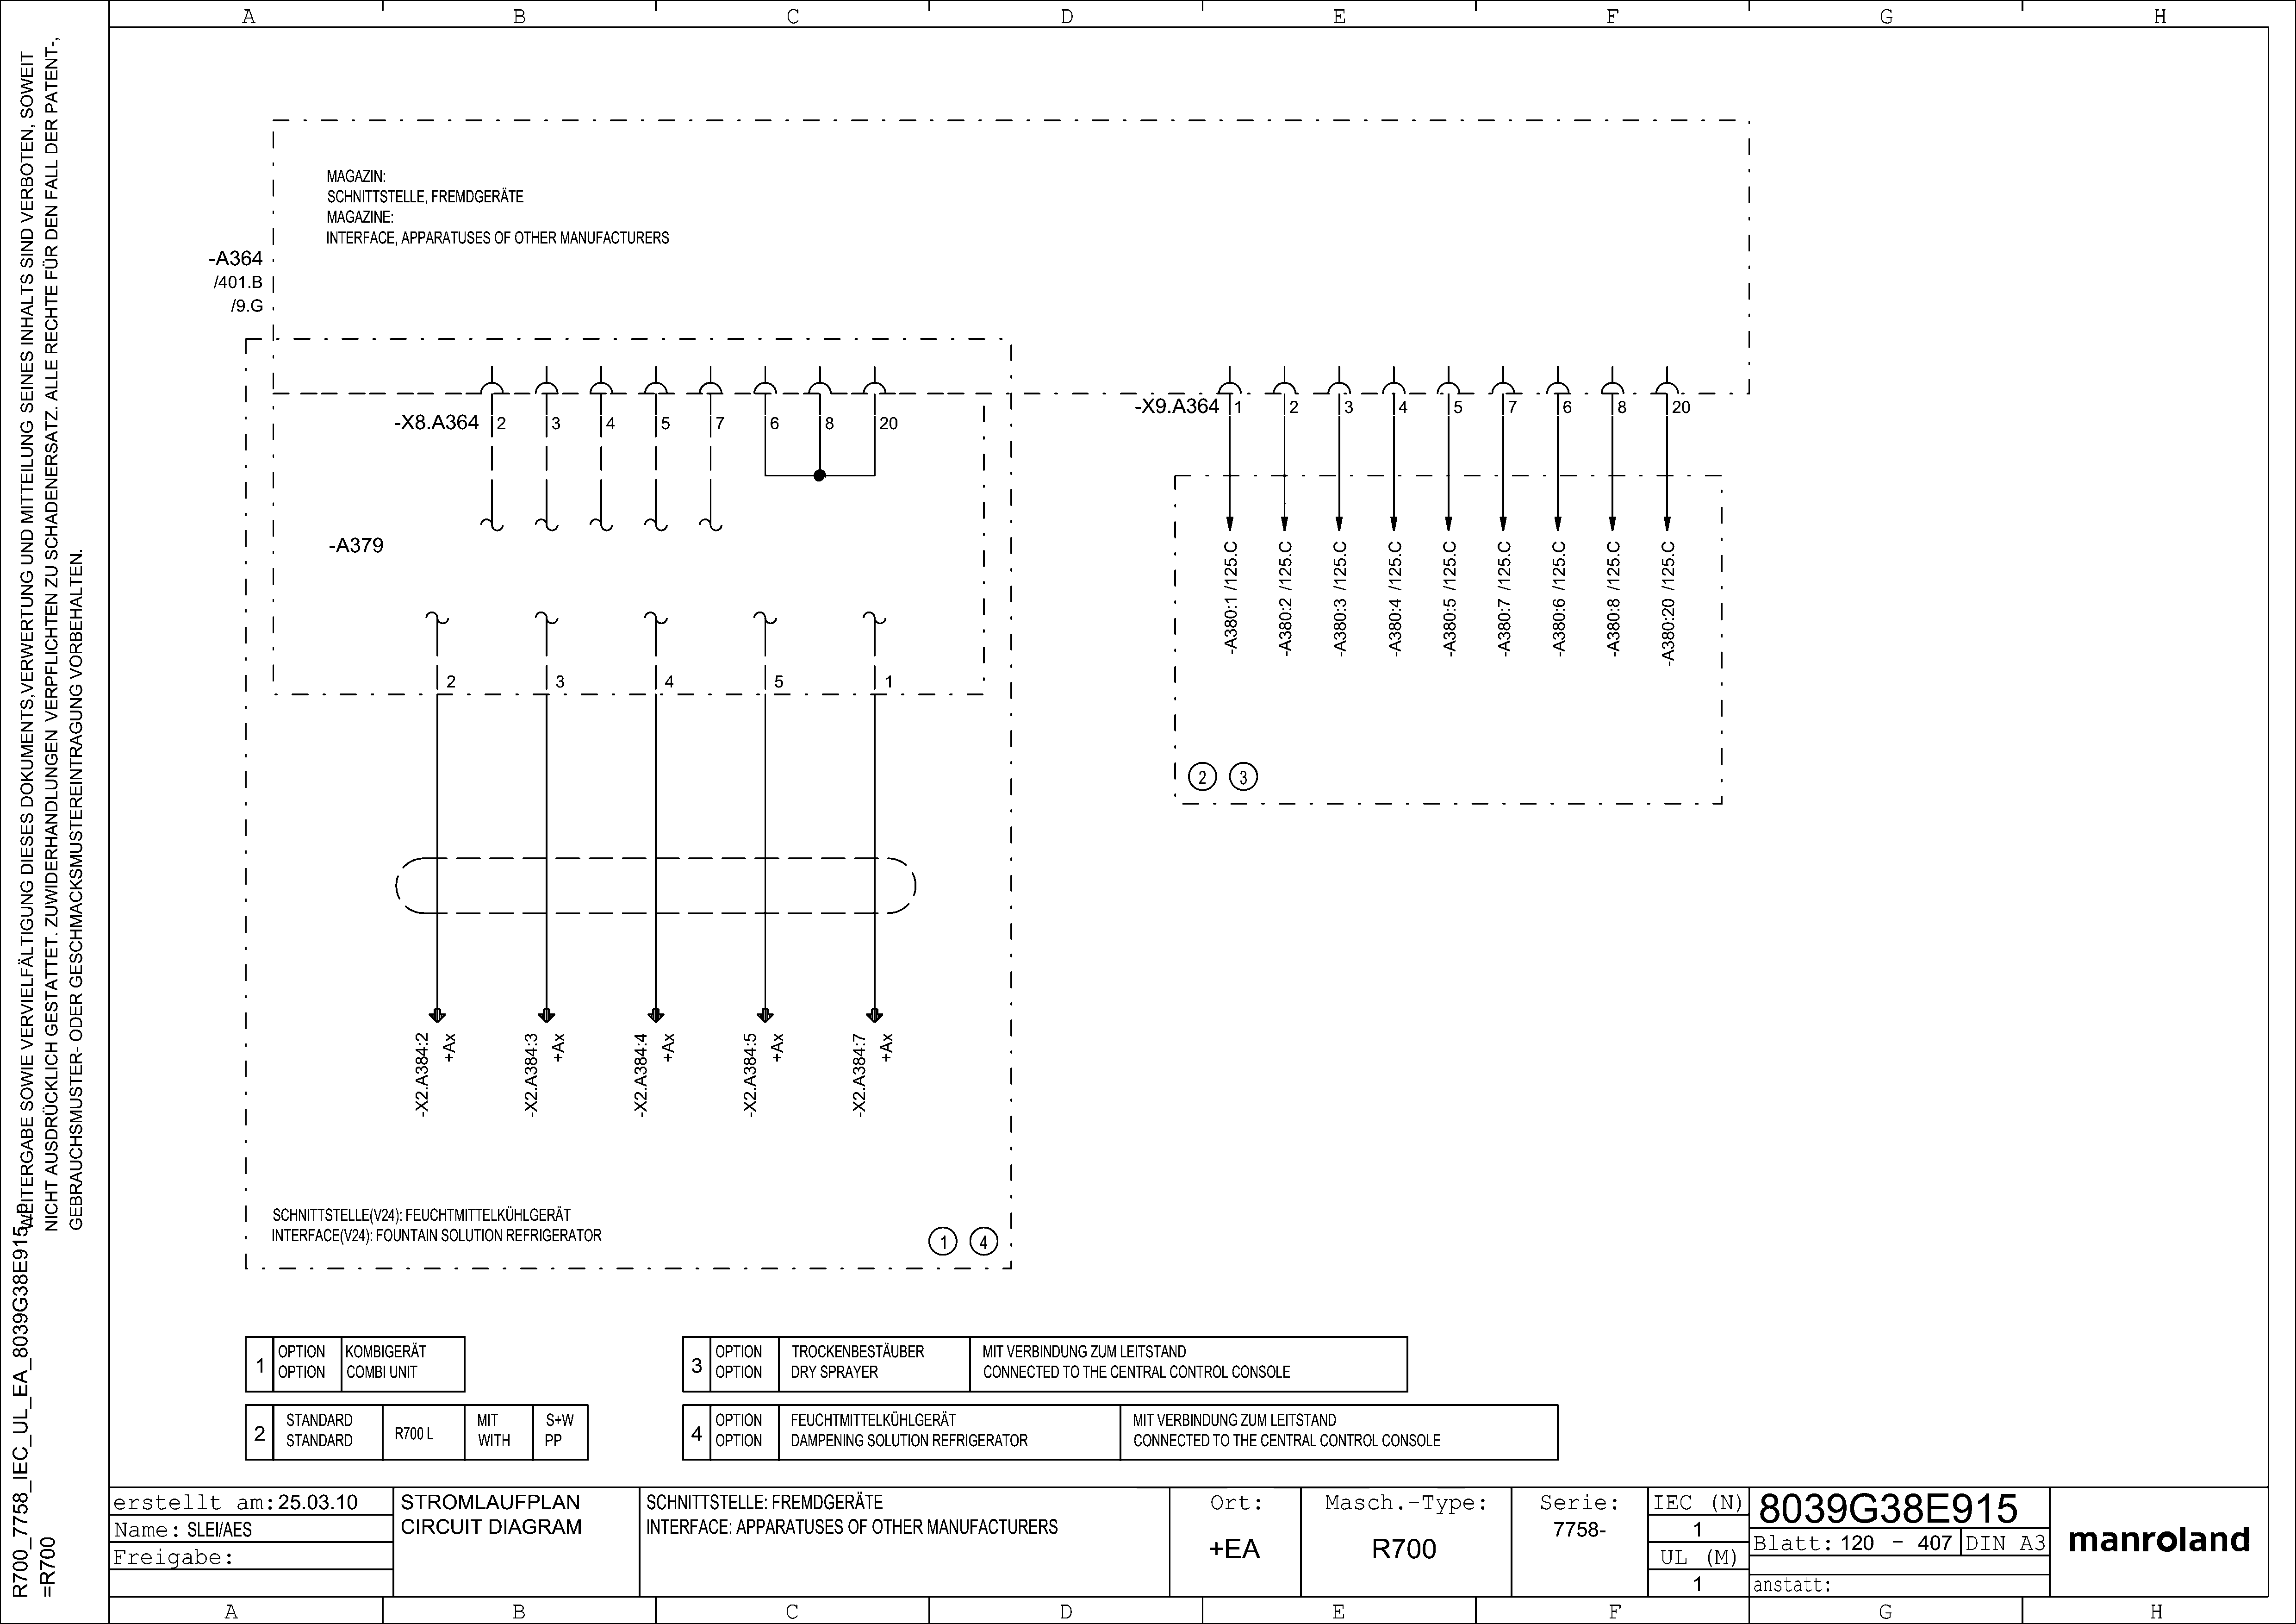 A B C D E F G H
MAGAZIN:
SCHNITTSTELLE, FREMDGERÄTE
MAGAZINE:
INTERFACE, APPARATUSES OF OTHER MANUFACTURERS
-A364
/401.B
/9.G
-X8.A364 2 3 4 5 7 6 8 20
-X9.A364 1 2 3 4 5 7 6 8 20
-A379
-A380:1 /125.C
-A380:2 /125.C
-A380:3 /125.C
-A380:4 /125.C
-A380:5 /125.C
-A380:7 /125.C
-A380:6 /125.C
-A380:8 /125.C
-A380:20 /125.C
2 3 4 5 1
2 3
-X2.A384:2
+Ax
-X2.A384:3
+Ax
-X2.A384:4
+Ax
-X2.A384:5
+Ax
-X2.A384:7
+Ax
SCHNITTSTELLE(V24): FEUCHTMITTELKÜHLGERÄT
INTERFACE(V24): FOUNTAIN SOLUTION REFRIGERATOR
1 4
1
OPTION KOMBIGERÄT
OPTION COMBI UNIT
3
OPTION TROCKENBESTÄUBER MIT VERBINDUNG ZUM LEITSTAND
OPTION DRY SPRAYER CONNECTED TO THE CENTRAL CONTROL CONSOLE
2
STANDARD R700 L MIT S+W
STANDARD WITH PP
4
OPTION FEUCHTMITTELKÜHLGERÄT MIT VERBINDUNG ZUM LEITSTAND
OPTION DAMPENING SOLUTION REFRIGERATOR CONNECTED TO THE CENTRAL CONTROL CONSOLE
erstellt am: 25.03.10
Name: SLEI/AES
Freigabe:
STROMLAUFPLAN
CIRCUIT DIAGRAM
SCHNITTSTELLE: FREMDGERÄTE
INTERFACE: APPARATUSES OF OTHER MANUFACTURERS
Ort:
+EA
Masch.-Type:
R700
Serie:
7758-
IEC (N)
1
UL (M)
1
8039G38E915
Blatt: 120 - 407 DIN A3
anstatt:
manroland
A B C D E F G H
WEITERGABE SOWIE VERVIELFÄLTIGUNG DIESES DOKUMENTS,VERWERTUNG UND MITTEILUNG SEINES INHALTS SIND VERBOTEN, SOWEIT
NICHT AUSDRÜCKLICH GESTATTET. ZUWIDERHANDLUNGEN VERPFLICHTEN ZU SCHADENERSATZ. ALLE RECHTE FÜR DEN FALL DER PATENT-,
GEBRAUCHSMUSTER- ODER GESCHMACKSMUSTEREINTRAGUNG VORBEHALTEN.
=R700